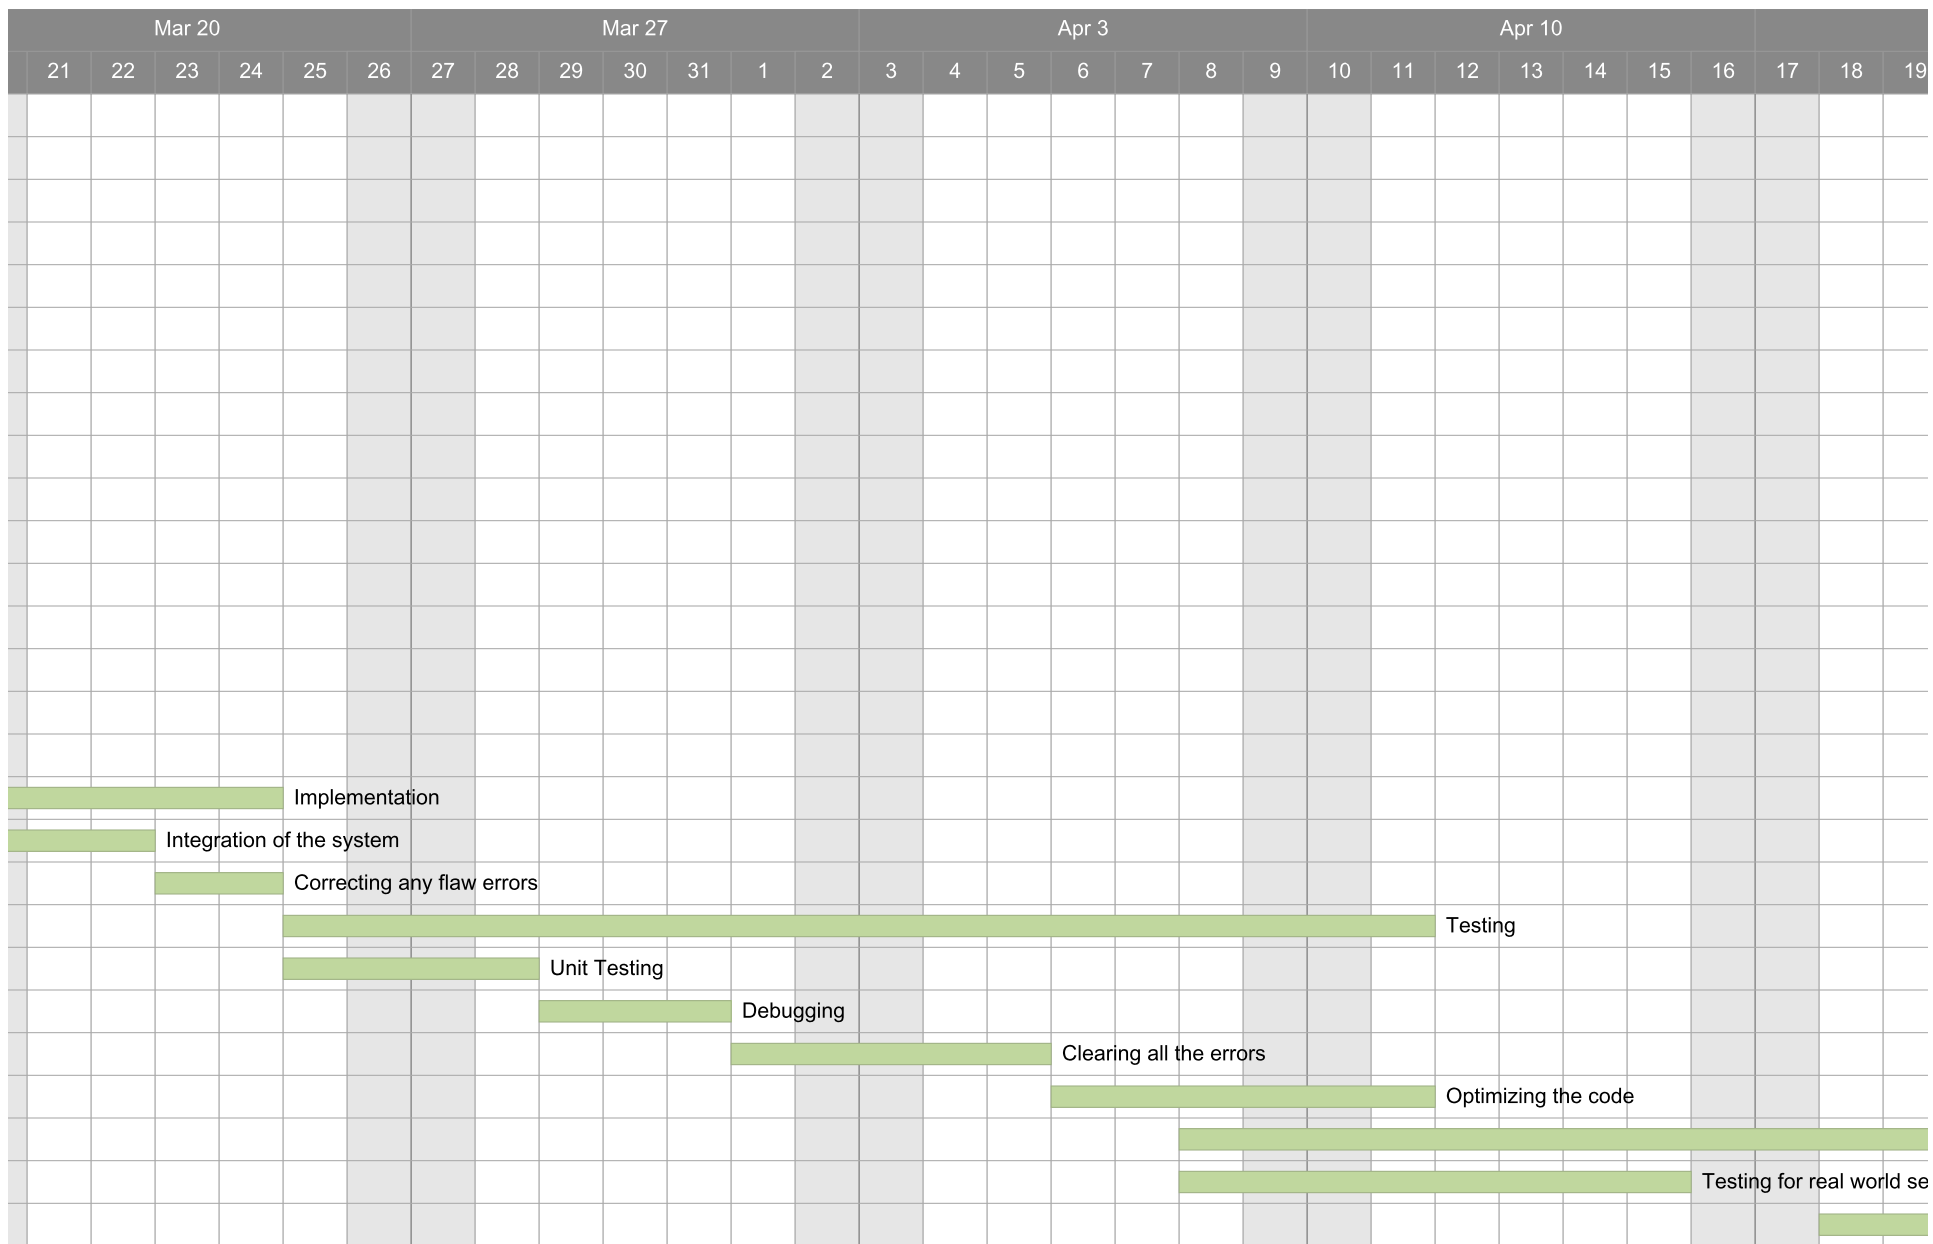 Mar 20 Mar 27 Apr 3 Apr 10
21 22 23 24 25 26 27 28 29 30 31 1 2 3 4 5 6 7 8 9 10 11 12 13 14 15 16 17 18 19
Implementation
Integration of the system
Correcting any flaw errors
Testing
Unit Testing
Debugging
Clearing all the errors
Optimizing the code
Testing for real world se